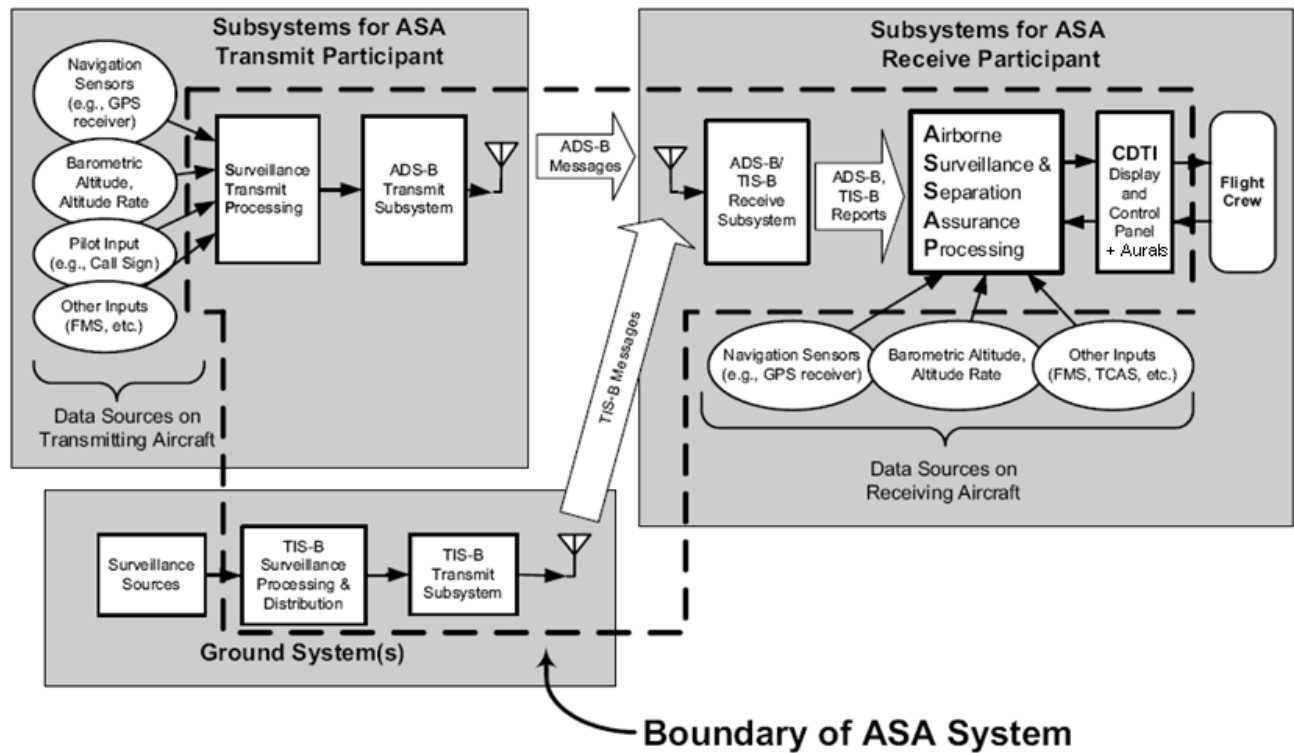 Subsystems for ASA
Transmit Participant
Navigation
Sensors
(e.g., GPS
receiver)
Barometric
Altitude,
Altitude Rate
Pilot Input
(e.g., Call Sign)
Other Inputs
(FMS, etc.)
Data Sources on
Transmitting Aircraft
Surveillance
Transmit
Processing
ADS-B
Transmit
Subsystem
ADS-B
Messages
Subsystems for ASA
Receive Participant
ADS-B/
TIS-B
Receive
Subsystem
ADS-B,
TIS-B
Reports
Airborne
Surveillance &
Separation
Assurance
Processing
CDTI
Display
and
Control
Panel
+ Aurals
Flight
Crew
Navigation Sensors
(e.g., GPS receiver)
Barometric Altitude,
Altitude Rate
Other Inputs
(FMS, TCAS, etc.)
Data Sources on
Receiving Aircraft
TIS-B Messages
Surveillance
Sources
TIS-B
Surveillance
Processing &
Distribution
TIS-B
Transmit
Subsystem
Ground System(s)
Boundary of ASA System